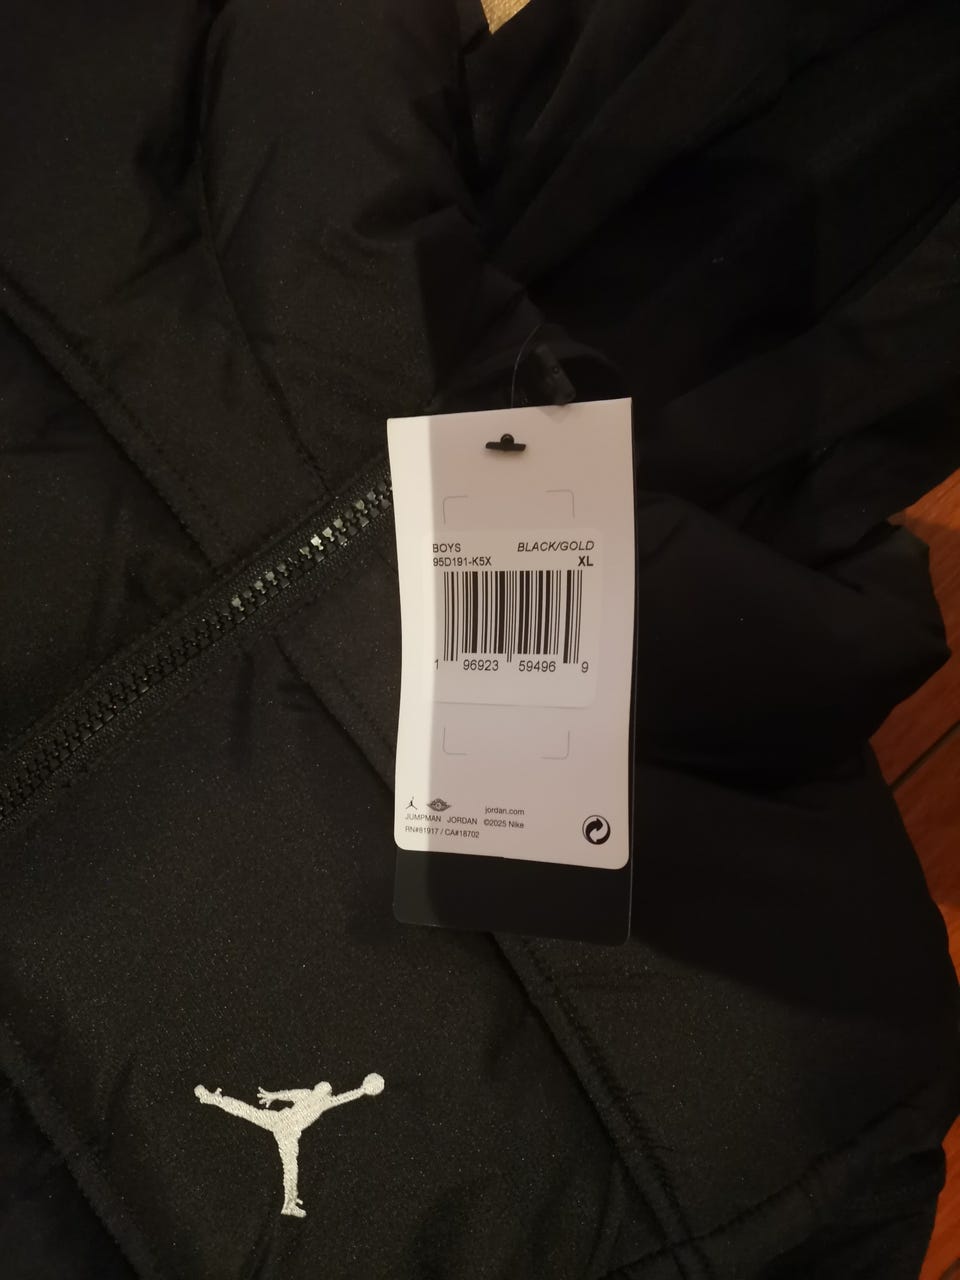 BOYS BLACK/GOLD
95D191-K5X XL
1 96923 59496 9
jordan.com
JUMPMAN JORDAN ©2025 Nike
RN#81917 / CA#18702